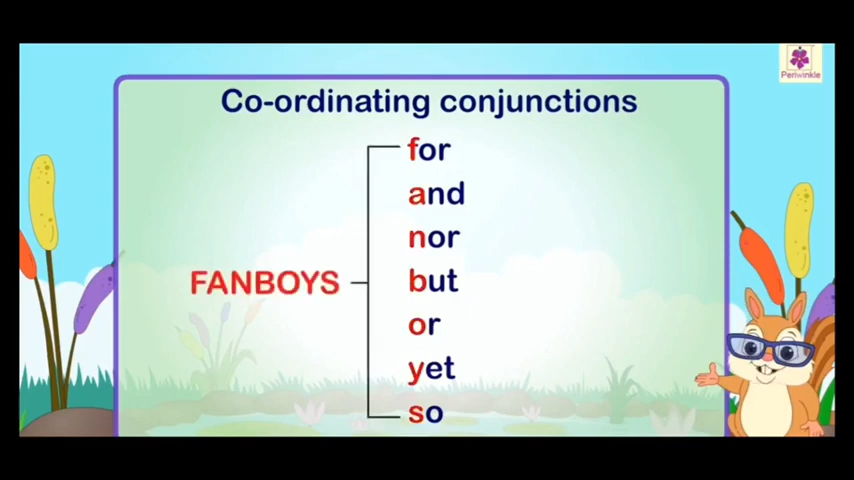 Periwinkle
Co-ordinating conjunctions
for
and
nor
FANBOYS
but
or
yet
so